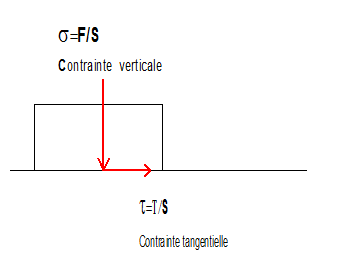 σ=F/S
Contrainte verticale
τ=T/S
Contrainte tangentielle